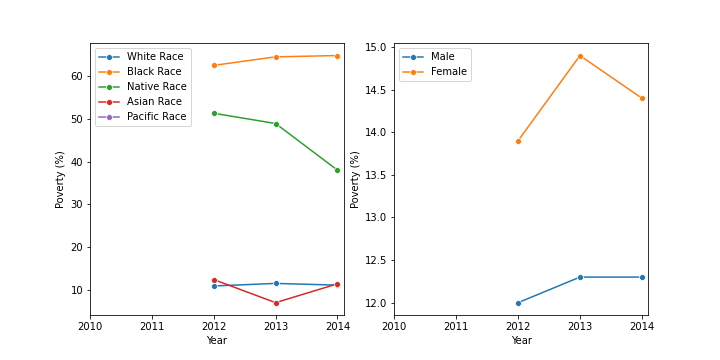 White Race
Black Race
Native Race
Asian Race
Pacific Race
60
50
40
30
20
10
Poverty (%)
2010 2011 2012 2013 2014
Year
Male
Female
15.0
14.5
14.0
13.5
13.0
12.5
12.0
Poverty (%)
2010 2011 2012 2013 2014
Year